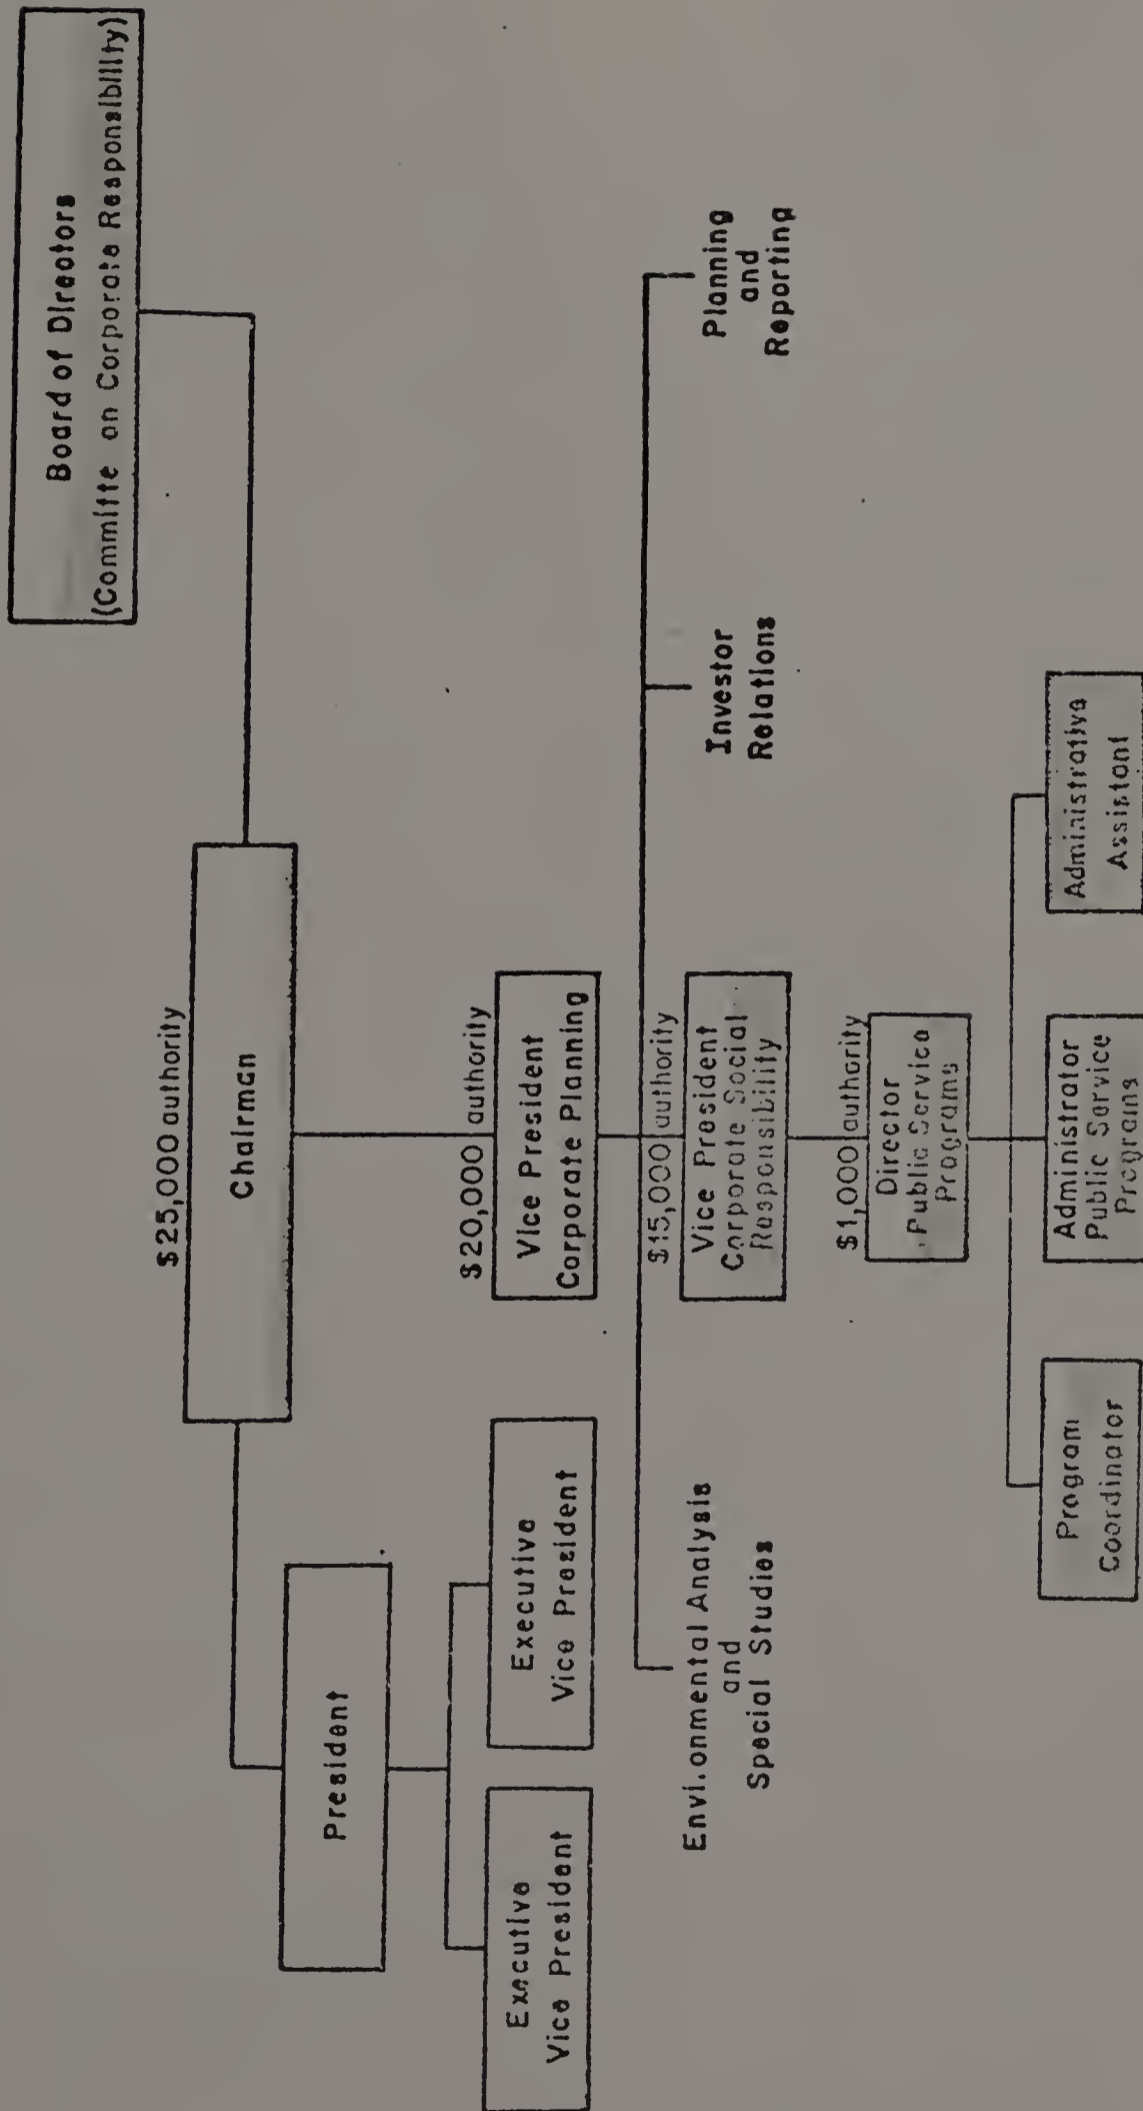 Board of Directors
(Committe on Corporate Responsibility)
$25,000 authority
Chairman
President
Executive
Vice President
Executive
Vice President
$20,000 authority
Vice President
Corporate Planning
Environmental Analysis
and
Special Studies
$15,000 authority
Vice President
Corporate Social
Responsibility
Investor
Relations
Planning
and
Reporting
$1,000 authority
Director
Public Service
Programs
Program
Coordinator
Administrator
Public Service
Programs
Administrative
Assistant